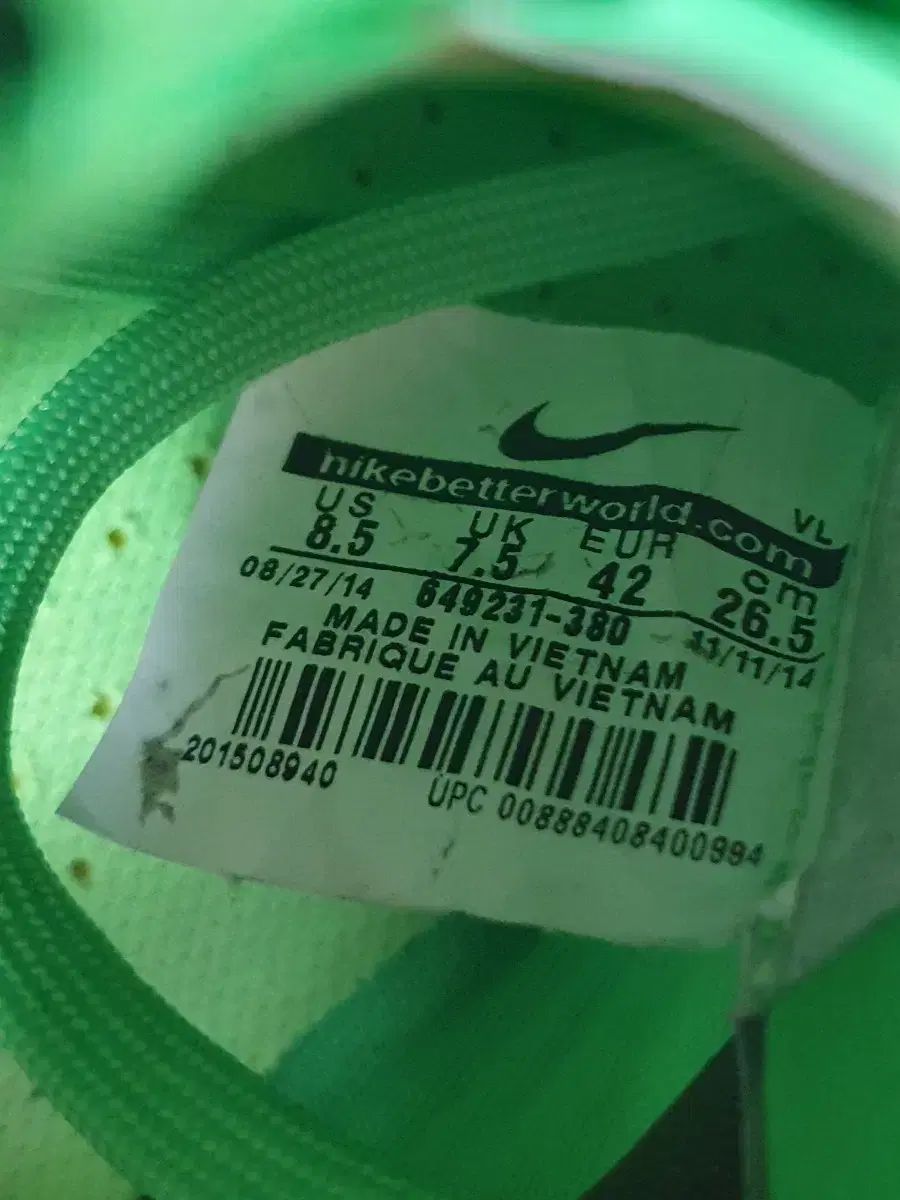 nikebetterworld.com
VL
US UK EUR cm
8.5 7.5 42 26.5
08/27/14 649231-380 11/11/14
MADE IN VIETNAM
FABRIQUE AU VIETNAM
201508940
UPC 00888408400994